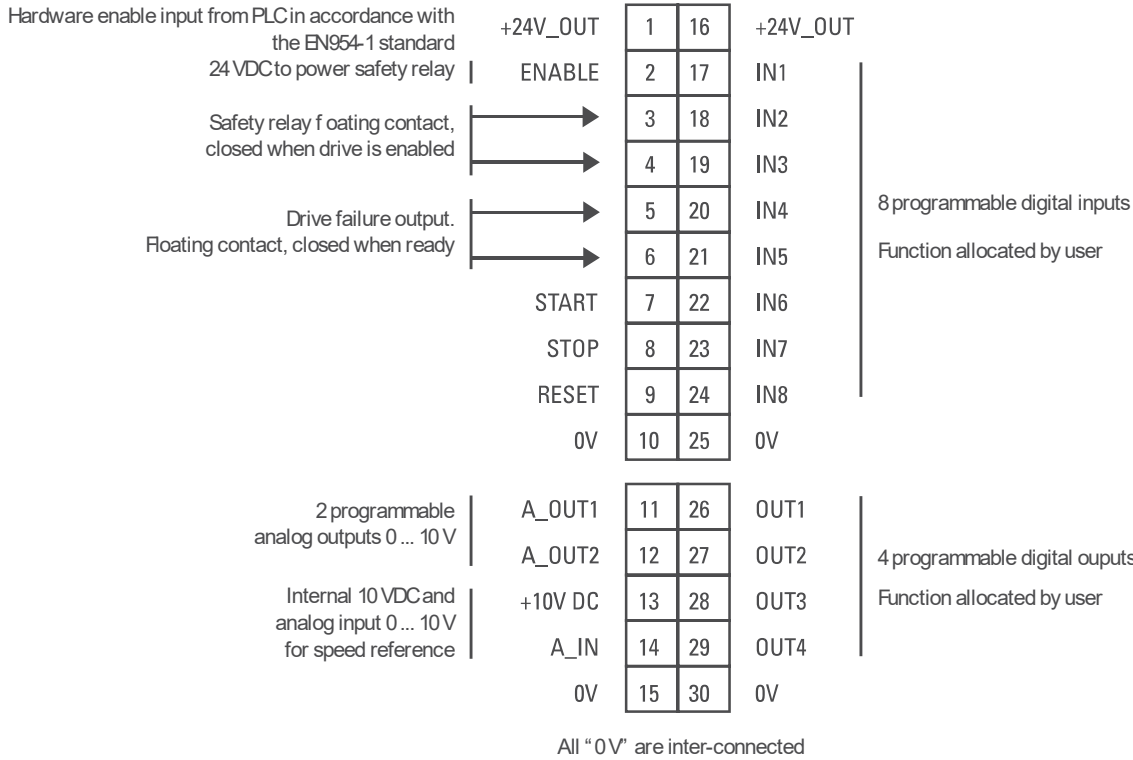 Hardware enable input from PLC in accordance with
the EN954-1 standard
24 VDC to power safety relay
Safety relay f oating contact,
closed when drive is enabled
Drive failure output.
Floating contact, closed when ready
+24V_OUT 1 16 +24V_OUT
ENABLE 2 17 IN1
3 18 IN2
4 19 IN3
5 20 IN4
6 21 IN5
START 7 22 IN6
STOP 8 23 IN7
RESET 9 24 IN8
0V 10 25 0V
8 programmable digital inputs
Function allocated by user
2 programmable
analog outputs 0 ... 10 V
Internal 10 VDC and
analog input 0 ... 10 V
for speed reference
A_OUT1 11 26 OUT1
A_OUT2 12 27 OUT2
+10V DC 13 28 OUT3
A_IN 14 29 OUT4
0V 15 30 0V
4 programmable digital ouputs
Function allocated by user
All “0 V” are inter-connected